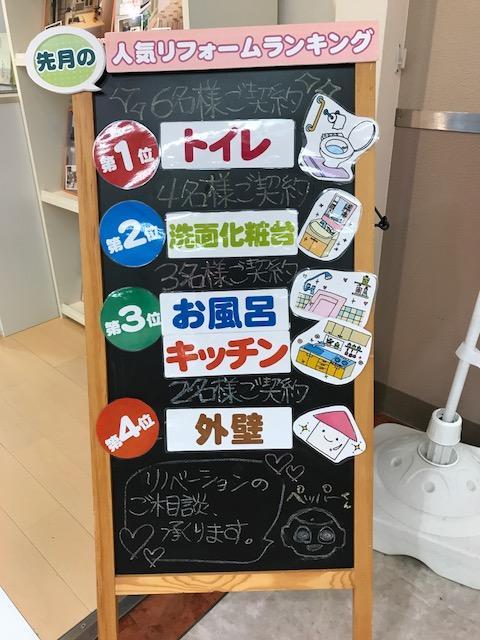 先月の 人気リフォームランキング
6名様ご契約
第1位 トイレ
4名様ご契約
第2位 洗面化粧台
3名様ご契約
第3位 お風呂
キッチン
2名様ご契約
第4位 外壁
リノベーションの
ご相談、
承ります。
ペッパーくん